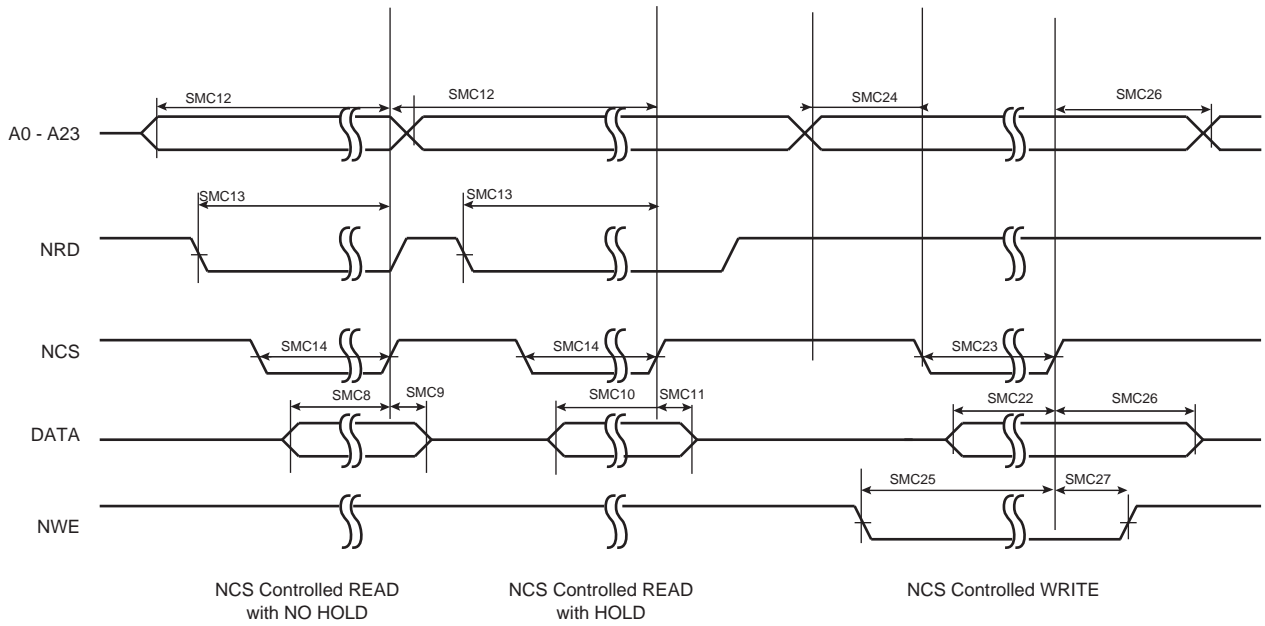 SMC12
SMC12
SMC24
SMC26
A0 - A23
SMC13
SMC13
NRD
NCS
SMC14
SMC14
SMC23
SMC8
SMC9
SMC10
SMC11
SMC22
SMC26
DATA
SMC25
SMC27
NWE
NCS Controlled READ
with NO HOLD
NCS Controlled READ
with HOLD
NCS Controlled WRITE